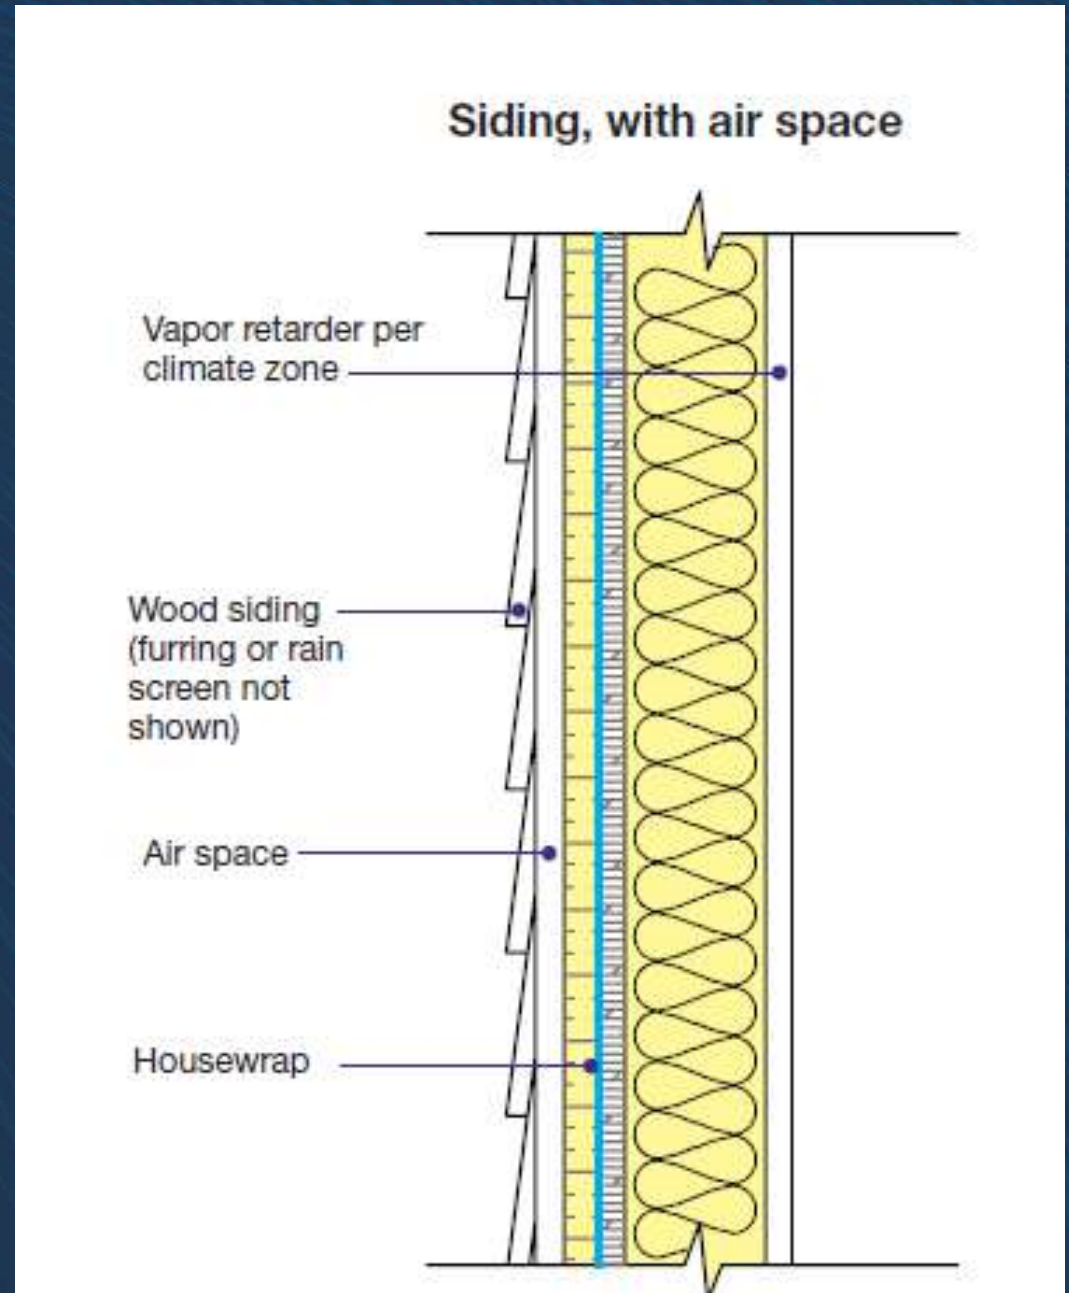 Siding, with air space
Vapor retarder per
climate zone
Wood siding
(furring or rain
screen not
shown)
Air space
Housewrap